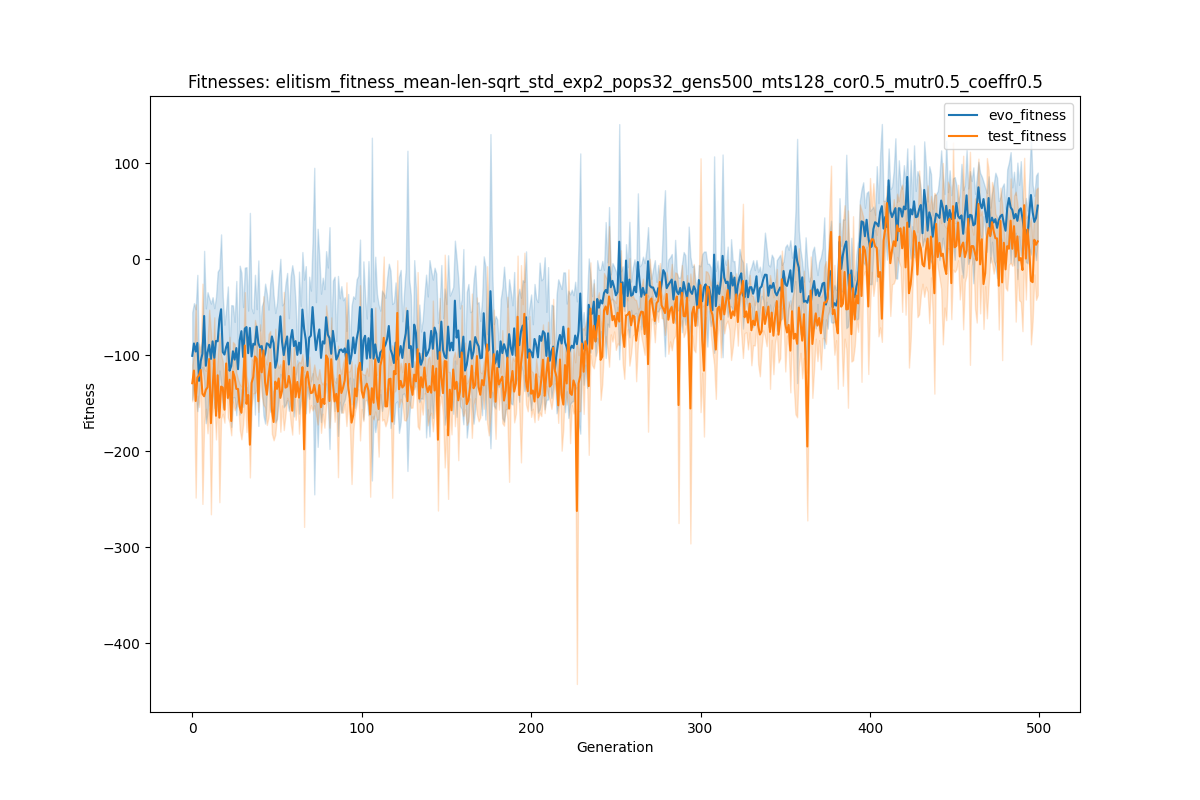 Fitnesses: elitism_fitness_mean-len-sqrt_std_exp2_pops32_gens500_mts128_cor0.5_mutr0.5_coeffr0.5
evo_fitness
test_fitness
100
0
−100
−200
−300
−400
Fitness
0
100
200
300
400
500
Generation